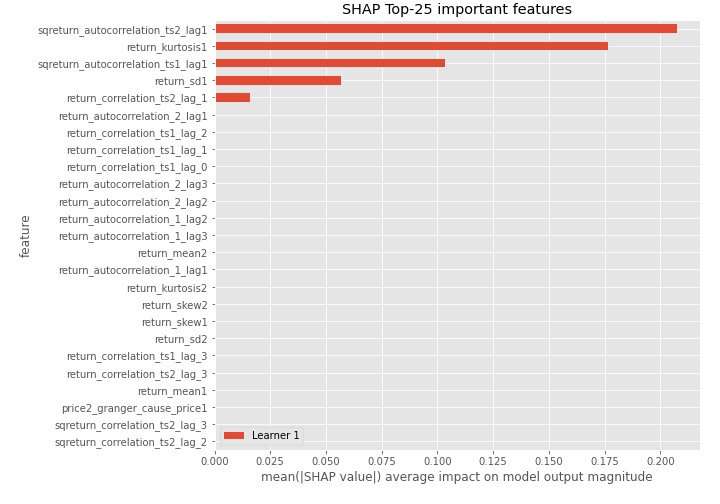 SHAP Top-25 important features
sqreturn_autocorrelation_ts2_lag1
return_kurtosis1
sqreturn_autocorrelation_ts1_lag1
return_sd1
return_correlation_ts2_lag_1
return_autocorrelation_2_lag1
return_correlation_ts1_lag_2
return_correlation_ts1_lag_1
return_correlation_ts1_lag_0
return_autocorrelation_2_lag3
return_autocorrelation_2_lag2
return_autocorrelation_1_lag2
return_autocorrelation_1_lag3
return_mean2
return_autocorrelation_1_lag1
return_kurtosis2
return_skew2
return_skew1
return_sd2
return_correlation_ts1_lag_3
return_correlation_ts2_lag_3
return_mean1
price2_granger_cause_price1
sqreturn_correlation_ts2_lag_3
sqreturn_correlation_ts2_lag_2
feature
Learner 1
0.000 0.025 0.050 0.075 0.100 0.125 0.150 0.175 0.200
mean(|SHAP value|) average impact on model output magnitude